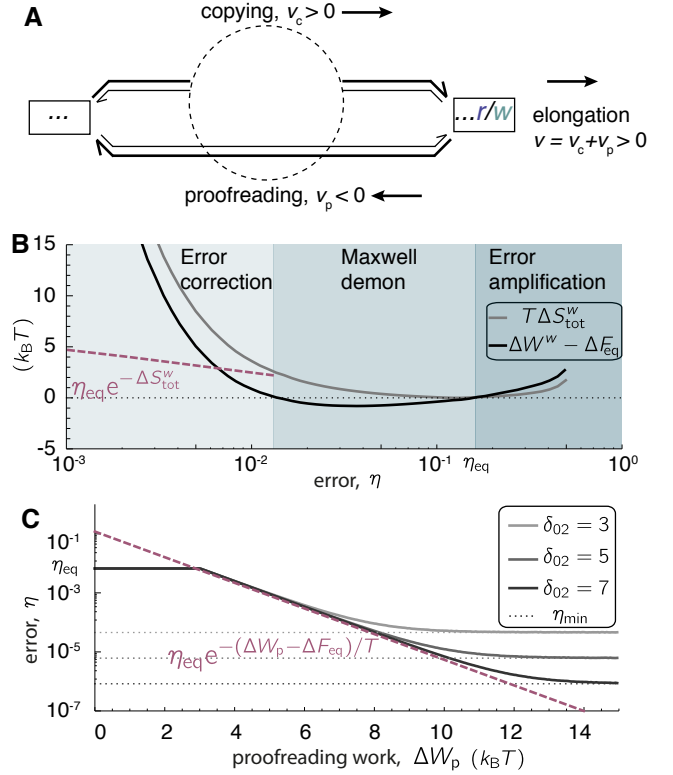 A
copying, v_c > 0
...
...r/w
elongation
v = v_c+v_p > 0
proofreading, v_p < 0
B
15
10
5
0
-5
(k_BT)
Error correction
Maxwell demon
Error amplification
TΔS^w_tot
ΔW^w − ΔF_eq
η_eq e^{−ΔS^w_tot}
10^-3
10^-2
10^-1
η_eq
10^0
error, η
C
10^-1
η_eq
10^-3
10^-5
10^-7
error, η
δ_02 = 3
δ_02 = 5
δ_02 = 7
η_min
η_eq e^{−(ΔW_p−ΔF_eq)/T}
0
2
4
6
8
10
12
14
proofreading work, ΔW_p (k_BT)